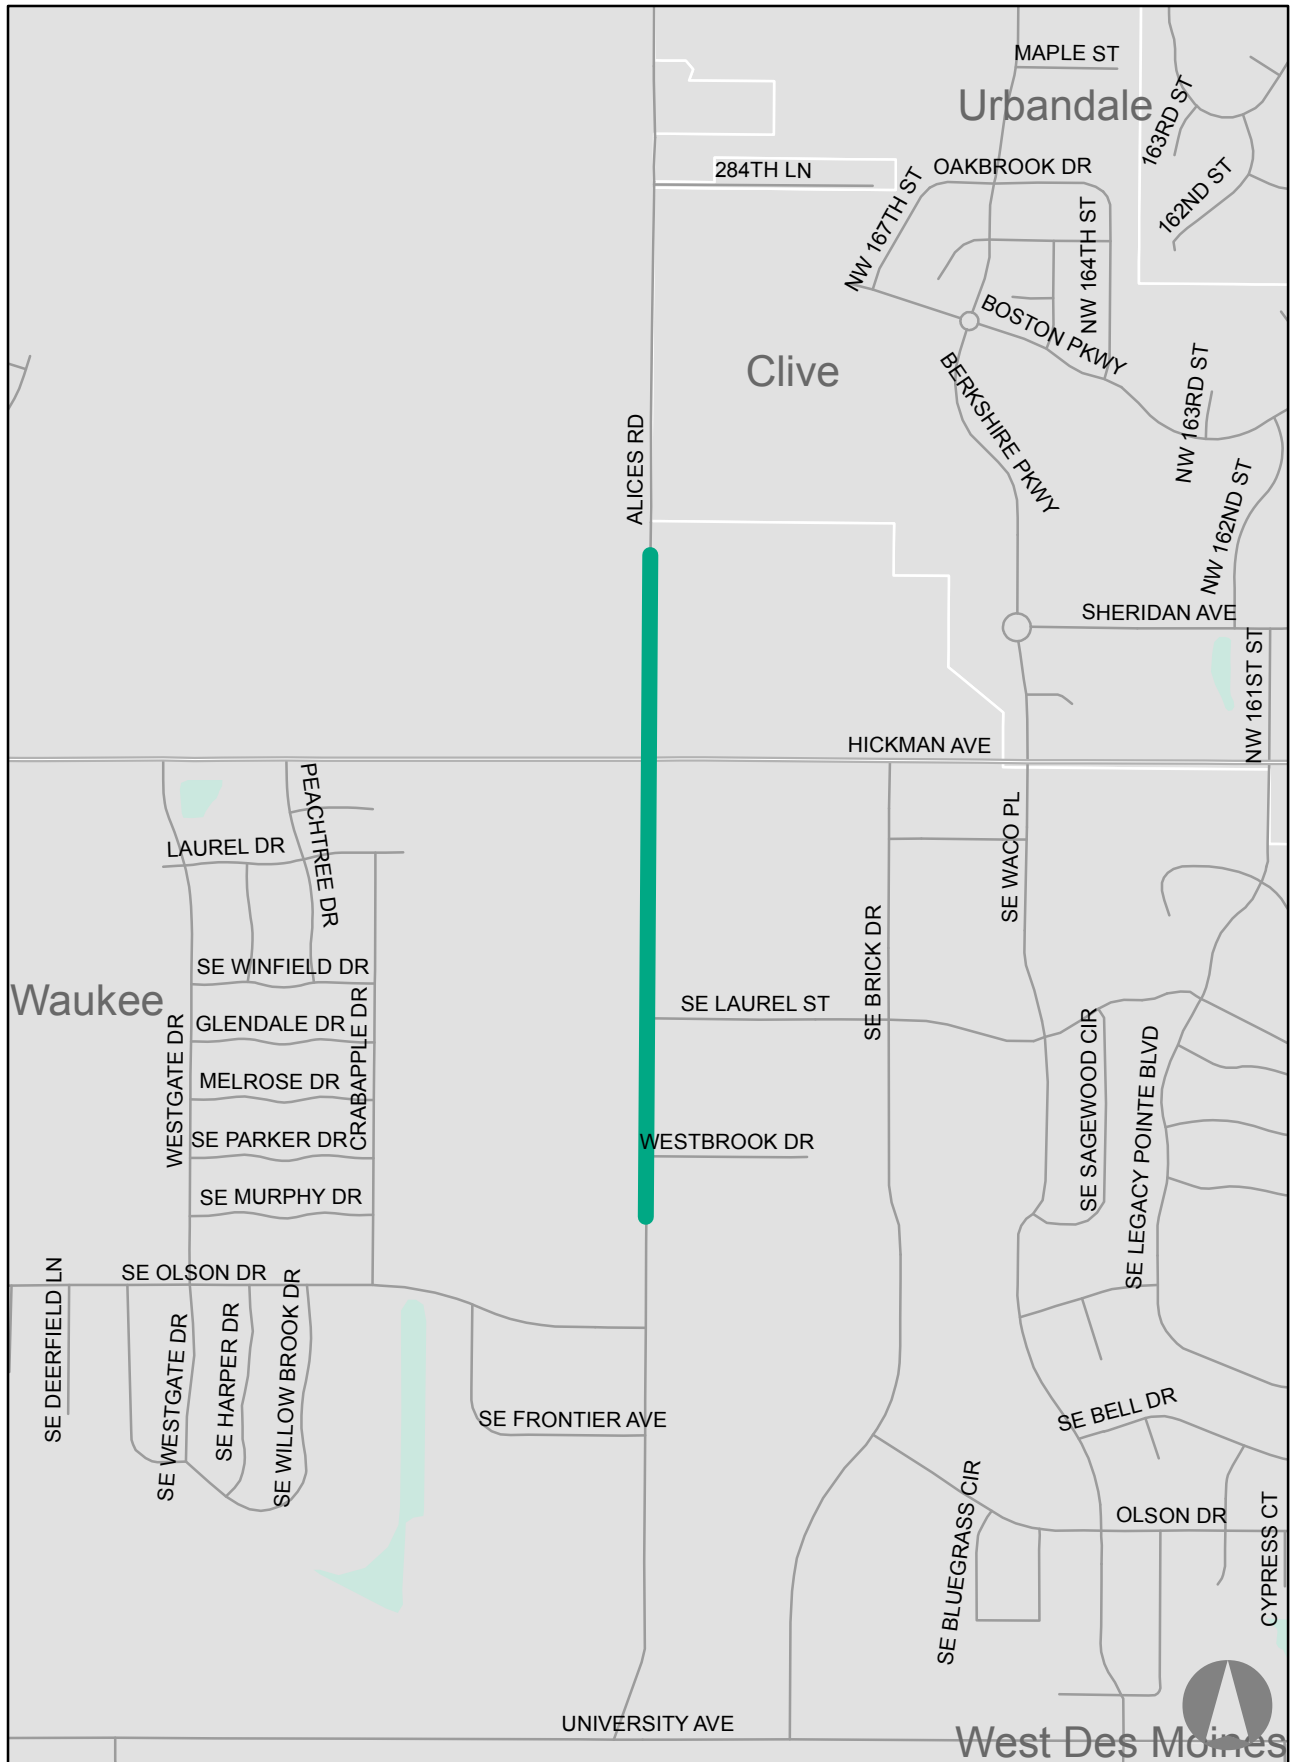 MAPLE ST
Urbandale
163RD ST
284TH LN
OAKBROOK DR
162ND ST
NW 167TH ST
NW 164TH ST
BOSTON PKWY
Clive
BERKSHIRE PKWY
NW 163RD ST
ALICES RD
NW 162ND ST
SHERIDAN AVE
NW 161ST ST
HICKMAN AVE
PEACHTREE DR
LAUREL DR
SE WACO PL
SE BRICK DR
SE WINFIELD DR
Waukee
SE LAUREL ST
GLENDALE DR
CRABAPPLE DR
WESTGATE DR
SE SAGEWOOD CIR
SE LEGACY POINTE BLVD
MELROSE DR
SE PARKER DR
WESTBROOK DR
SE MURPHY DR
SE OLSON DR
SE DEERFIELD LN
SE WESTGATE DR
SE HARPER DR
SE WILLOW BROOK DR
SE FRONTIER AVE
SE BELL DR
SE BLUEGRASS CIR
OLSON DR
CYPRESS CT
UNIVERSITY AVE
West Des Moines